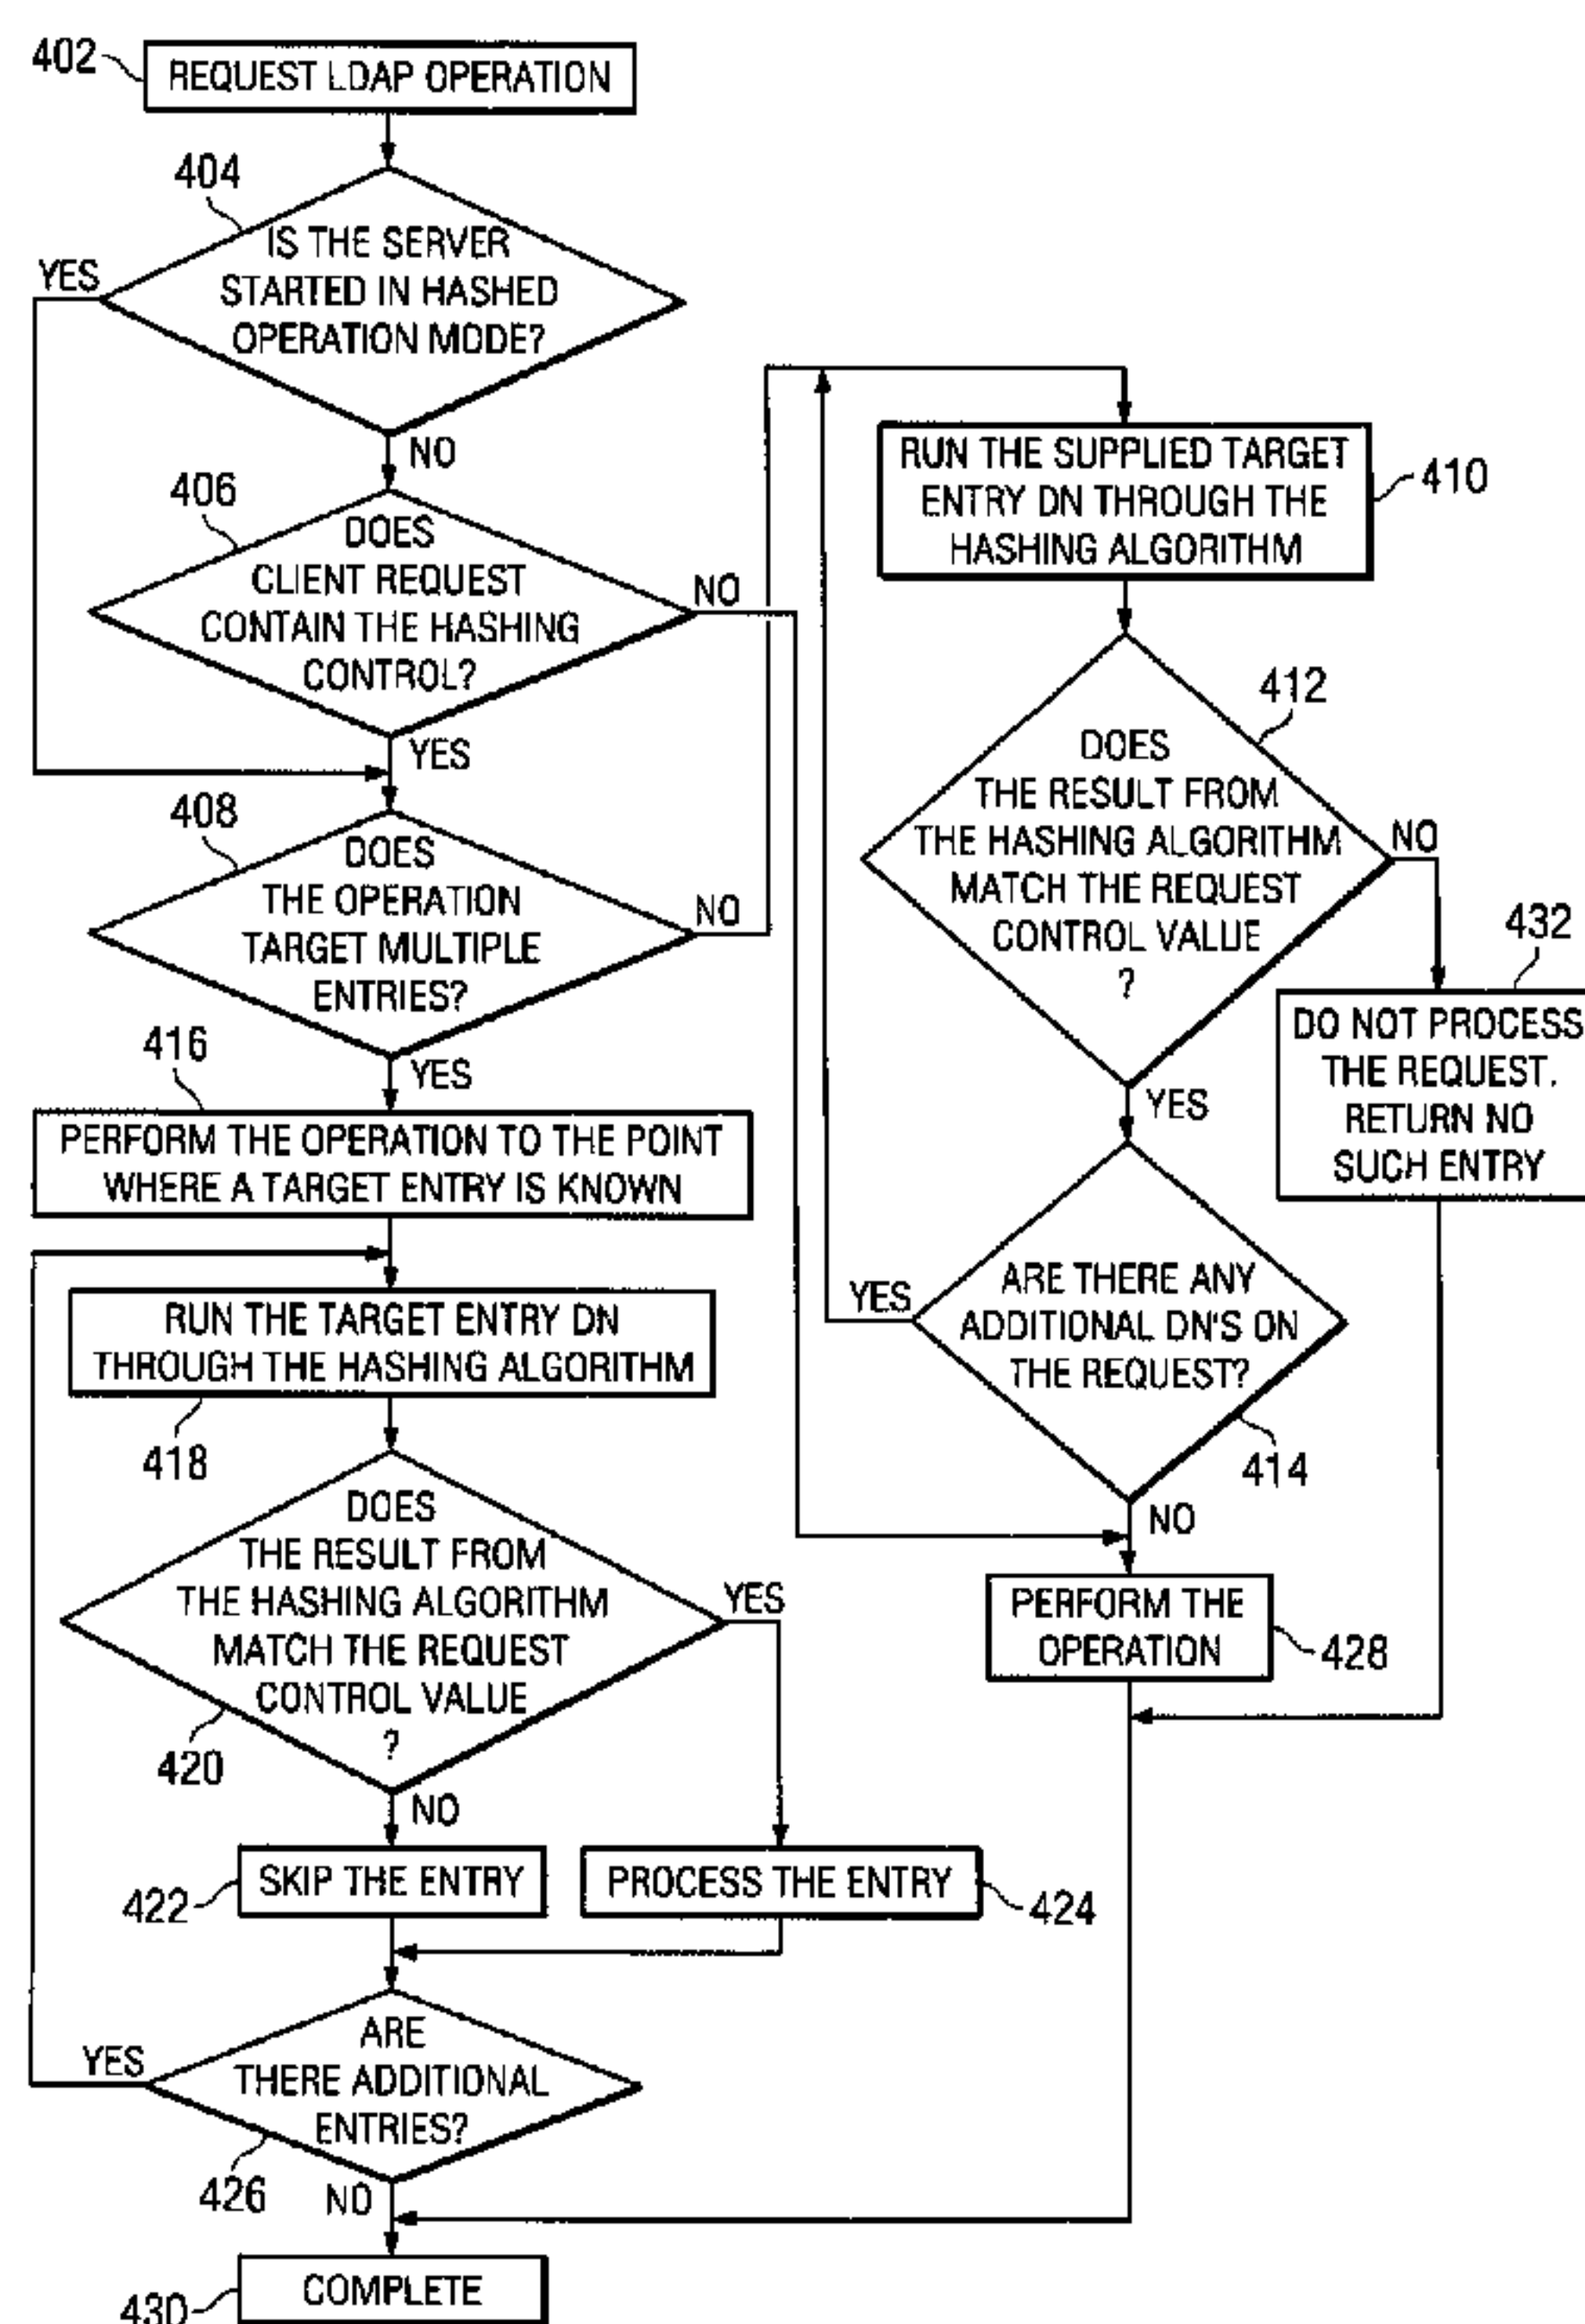 402
REQUEST LDAP OPERATION
404
IS THE SERVER
STARTED IN HASHED
OPERATION MODE?
YES
NO
406
DOES
CLIENT REQUEST
CONTAIN THE HASHING
CONTROL?
NO
YES
408
DOES
THE OPERATION
TARGET MULTIPLE
ENTRIES?
NO
YES
416
PERFORM THE OPERATION TO THE POINT
WHERE A TARGET ENTRY IS KNOWN
RUN THE TARGET ENTRY DN
THROUGH THE HASHING ALGORITHM
418
DOES
THE RESULT FROM
THE HASHING ALGORITHM
MATCH THE REQUEST
CONTROL VALUE
?
YES
420
NO
SKIP THE ENTRY
422
PROCESS THE ENTRY
424
ARE
THERE ADDITIONAL
ENTRIES?
YES
426
NO
COMPLETE
430
RUN THE SUPPLIED TARGET
ENTRY DN THROUGH THE
HASHING ALGORITHM
410
412
DOES
THE RESULT FROM
THE HASHING ALGORITHM
MATCH THE REQUEST
CONTROL VALUE
?
NO
YES
432
DO NOT PROCESS
THE REQUEST.
RETURN NO
SUCH ENTRY
ARE THERE ANY
ADDITIONAL DN'S ON
THE REQUEST?
YES
414
NO
PERFORM THE
OPERATION
428